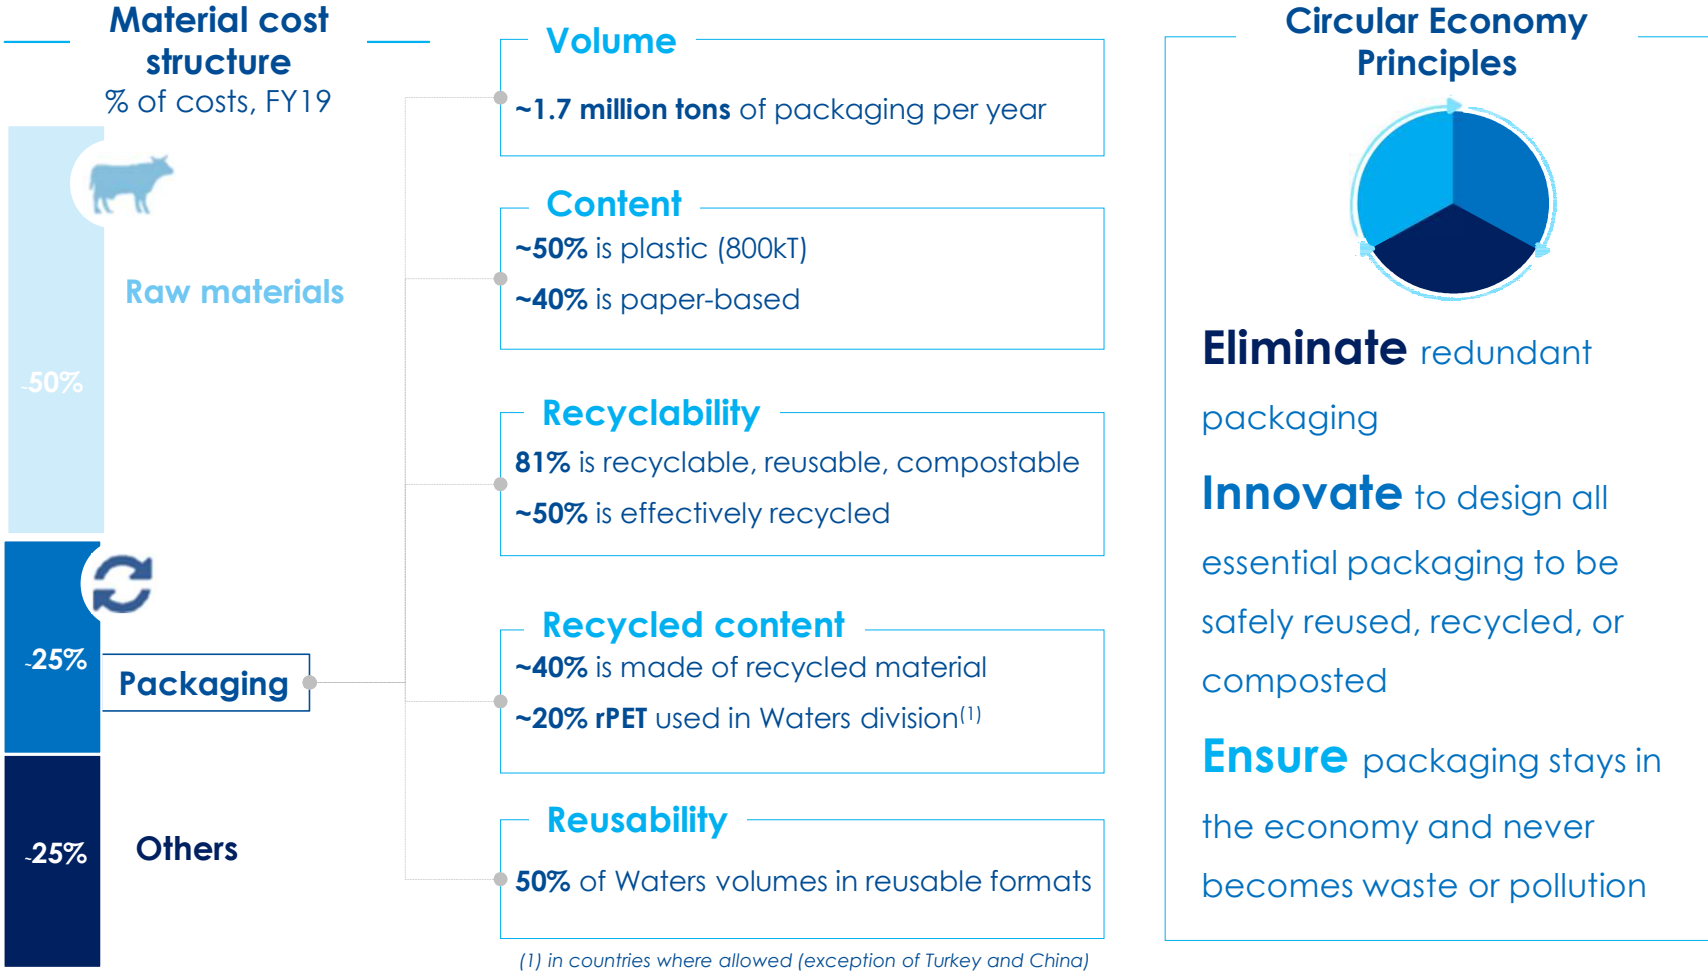 Material cost
structure
% of costs, FY19
~50%
Raw materials
~25%
Packaging
~25%
Others
Volume
~1.7 million tons of packaging per year
Content
~50% is plastic (800kT)
~40% is paper-based
Recyclability
81% is recyclable, reusable, compostable
~50% is effectively recycled
Recycled content
~40% is made of recycled material
~20% rPET used in Waters division(1)
Reusability
50% of Waters volumes in reusable formats
(1) in countries where allowed (exception of Turkey and China)
Circular Economy
Principles
Eliminate redundant
packaging
Innovate to design all
essential packaging to be
safely reused, recycled, or
composted
Ensure packaging stays in
the economy and never
becomes waste or pollution